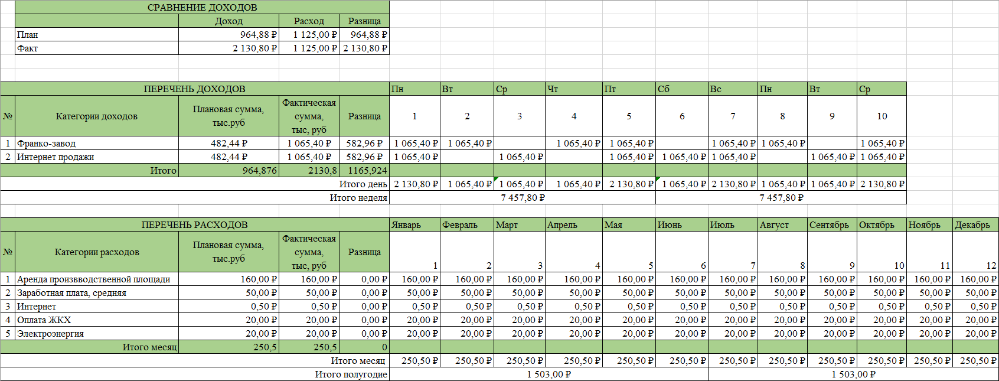 СРАВНЕНИЕ ДОХОДОВ
Доход Расход Разница
План 964,88 ₽ 1 125,00 ₽ 964,88 ₽
Факт 2 130,80 ₽ 1 125,00 ₽ 2 130,80 ₽
ПЕРЕЧЕНЬ ДОХОДОВ Пн Вт Ср Чт Пт Сб Вс Пн Вт Ср
№ Категории доходов Плановая сумма, тыс.руб Фактическая сумма, тыс, руб Разница 1 2 3 4 5 6 7 8 9 10
1 Франко-завод 482,44 ₽ 1 065,40 ₽ 582,96 ₽ 1 065,40 ₽ 1 065,40 ₽ 1 065,40 ₽ 1 065,40 ₽ 1 065,40 ₽ 1 065,40 ₽ 1 065,40 ₽
2 Интернет продажи 482,44 ₽ 1 065,40 ₽ 582,96 ₽ 1 065,40 ₽ 1 065,40 ₽ 1 065,40 ₽ 1 065,40 ₽ 1 065,40 ₽ 1 065,40 ₽ 1 065,40 ₽
Итого 964,876 2130,8 1165,924
Итого день 2 130,80 ₽ 1 065,40 ₽ 1 065,40 ₽ 1 065,40 ₽ 2 130,80 ₽ 1 065,40 ₽ 2 130,80 ₽ 1 065,40 ₽ 1 065,40 ₽ 2 130,80 ₽
Итого неделя 7 457,80 ₽ 7 457,80 ₽
ПЕРЕЧЕНЬ РАСХОДОВ Январь Февраль Март Апрель Мая Июнь Июль Август Сентябрь Октябрь Ноябрь Декабрь
№ Категории расходов Плановая сумма, тыс.руб Фактическая сумма, тыс, руб Разница 1 2 3 4 5 6 7 8 9 10 11 12
1 Аренда произвводственной площади 160,00 ₽ 160,00 ₽ 0,00 ₽ 160,00 ₽ 160,00 ₽ 160,00 ₽ 160,00 ₽ 160,00 ₽ 160,00 ₽ 160,00 ₽ 160,00 ₽ 160,00 ₽ 160,00 ₽ 160,00 ₽ 160,00 ₽
2 Заработная плата, средняя 50,00 ₽ 50,00 ₽ 0,00 ₽ 50,00 ₽ 50,00 ₽ 50,00 ₽ 50,00 ₽ 50,00 ₽ 50,00 ₽ 50,00 ₽ 50,00 ₽ 50,00 ₽ 50,00 ₽ 50,00 ₽ 50,00 ₽
3 Интернет 0,50 ₽ 0,50 ₽ 0,00 ₽ 0,50 ₽ 0,50 ₽ 0,50 ₽ 0,50 ₽ 0,50 ₽ 0,50 ₽ 0,50 ₽ 0,50 ₽ 0,50 ₽ 0,50 ₽ 0,50 ₽ 0,50 ₽
4 Оплата ЖКХ 20,00 ₽ 20,00 ₽ 0,00 ₽ 20,00 ₽ 20,00 ₽ 20,00 ₽ 20,00 ₽ 20,00 ₽ 20,00 ₽ 20,00 ₽ 20,00 ₽ 20,00 ₽ 20,00 ₽ 20,00 ₽ 20,00 ₽
5 Электроэнергия 20,00 ₽ 20,00 ₽ 0,00 ₽ 20,00 ₽ 20,00 ₽ 20,00 ₽ 20,00 ₽ 20,00 ₽ 20,00 ₽ 20,00 ₽ 20,00 ₽ 20,00 ₽ 20,00 ₽ 20,00 ₽ 20,00 ₽
Итого месяц 250,5 250,5 0
Итого месяц 250,50 ₽ 250,50 ₽ 250,50 ₽ 250,50 ₽ 250,50 ₽ 250,50 ₽ 250,50 ₽ 250,50 ₽ 250,50 ₽ 250,50 ₽ 250,50 ₽ 250,50 ₽
Итого полугодие 1 503,00 ₽ 1 503,00 ₽